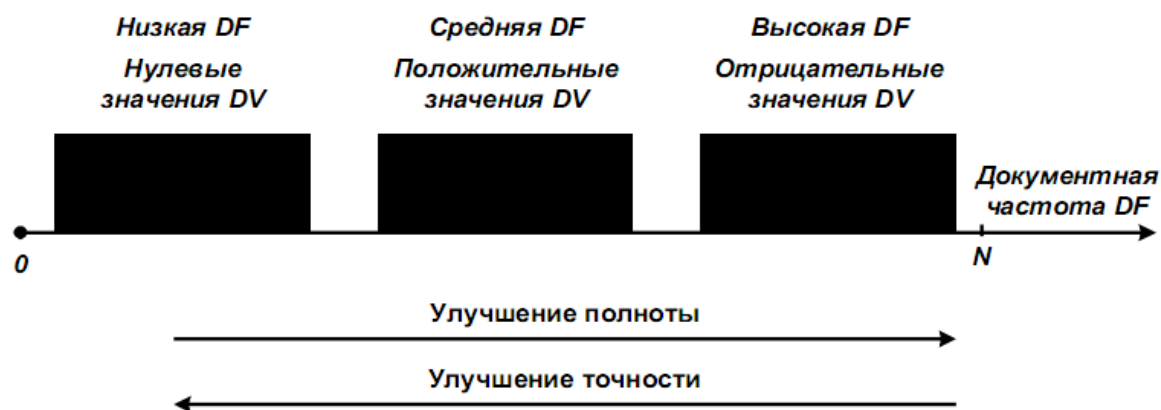 Низкая DF
Нулевые
значения DV
Средняя DF
Положительные
значения DV
Высокая DF
Отрицательные
значения DV
Документная
частота DF
0
N
Улучшение полноты
Улучшение точности